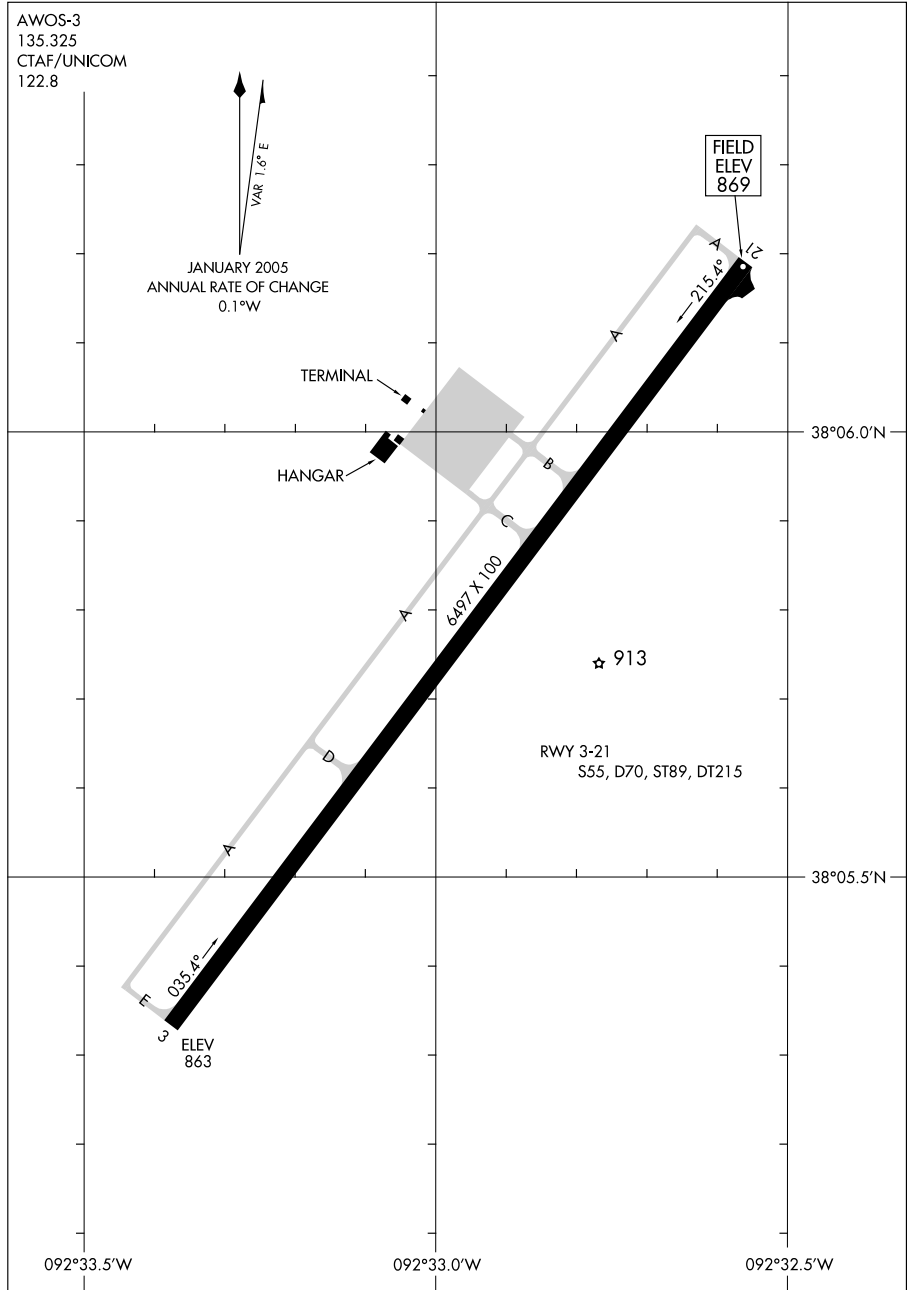 AWOS-3
135.325
CTAF/UNICOM
122.8
VAR 1.6° E
JANUARY 2005
ANNUAL RATE OF CHANGE
0.1°W
FIELD
ELEV
869
A
21
215.4°
A
TERMINAL
HANGAR
38°06.0'N
B
C
6497 X 100
A
913
D
RWY 3-21
S55, D70, ST89, DT215
A
38°05.5'N
035.4°
E
3
ELEV
863
092°33.5'W
092°33.0'W
092°32.5'W